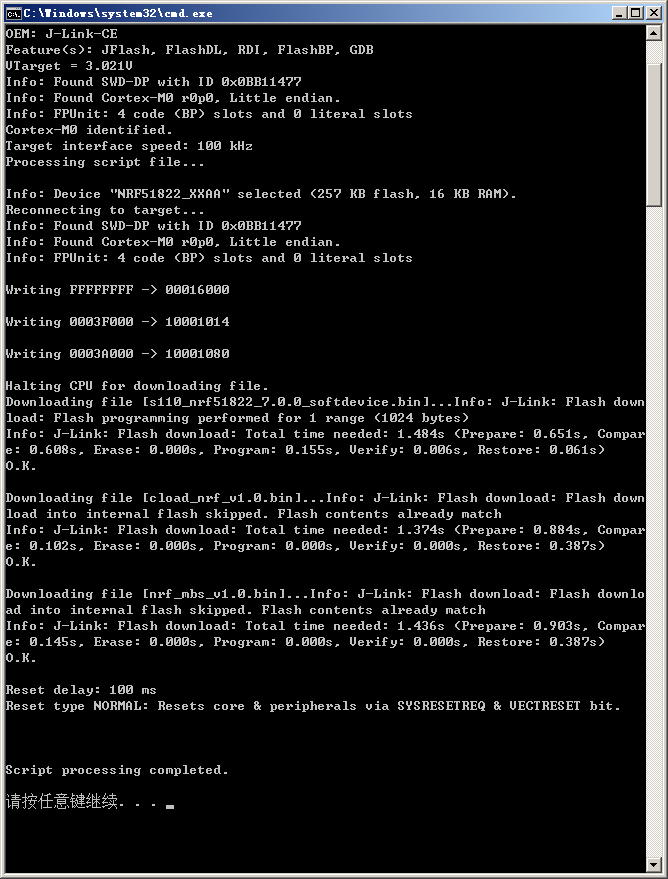 C:\Windows\system32\cmd.exe
OEM: J-Link-CE
Feature(s): JFlash, FlashDL, RDI, FlashBP, GDB
VTarget = 3.021V
Info: Found SWD-DP with ID 0x0BB11477
Info: Found Cortex-M0 r0p0, Little endian.
Info: FPUnit: 4 code (BP) slots and 0 literal slots
Cortex-M0 identified.
Target interface speed: 100 kHz
Processing script file...
Info: Device "NRF51822_XXAA" selected (257 KB flash, 16 KB RAM).
Reconnecting to target...
Info: Found SWD-DP with ID 0x0BB11477
Info: Found Cortex-M0 r0p0, Little endian.
Info: FPUnit: 4 code (BP) slots and 0 literal slots
Writing FFFFFFFF -> 00016000
Writing 0003F000 -> 10001014
Writing 0003A000 -> 10001080
Halting CPU for downloading file.
Downloading file [s110_nrf51822_7.0.0_softdevice.bin]...Info: J-Link: Flash down
load: Flash programming performed for 1 range (1024 bytes)
Info: J-Link: Flash download: Total time needed: 1.484s (Prepare: 0.651s, Compar
e: 0.608s, Erase: 0.000s, Program: 0.155s, Verify: 0.006s, Restore: 0.061s)
O.K.
Downloading file [cload_nrf_v1.0.bin]...Info: J-Link: Flash download: Flash down
load into internal flash skipped. Flash contents already match
Info: J-Link: Flash download: Total time needed: 1.374s (Prepare: 0.884s, Compar
e: 0.102s, Erase: 0.000s, Program: 0.000s, Verify: 0.000s, Restore: 0.387s)
O.K.
Downloading file [nrf_mbs_v1.0.bin]...Info: J-Link: Flash download: Flash downlo
ad into internal flash skipped. Flash contents already match
Info: J-Link: Flash download: Total time needed: 1.436s (Prepare: 0.903s, Compar
e: 0.145s, Erase: 0.000s, Program: 0.000s, Verify: 0.000s, Restore: 0.387s)
O.K.
Reset delay: 100 ms
Reset type NORMAL: Resets core & peripherals via SYSRESETREQ & VECTRESET bit.
Script processing completed.
请按任意键继续. . . _